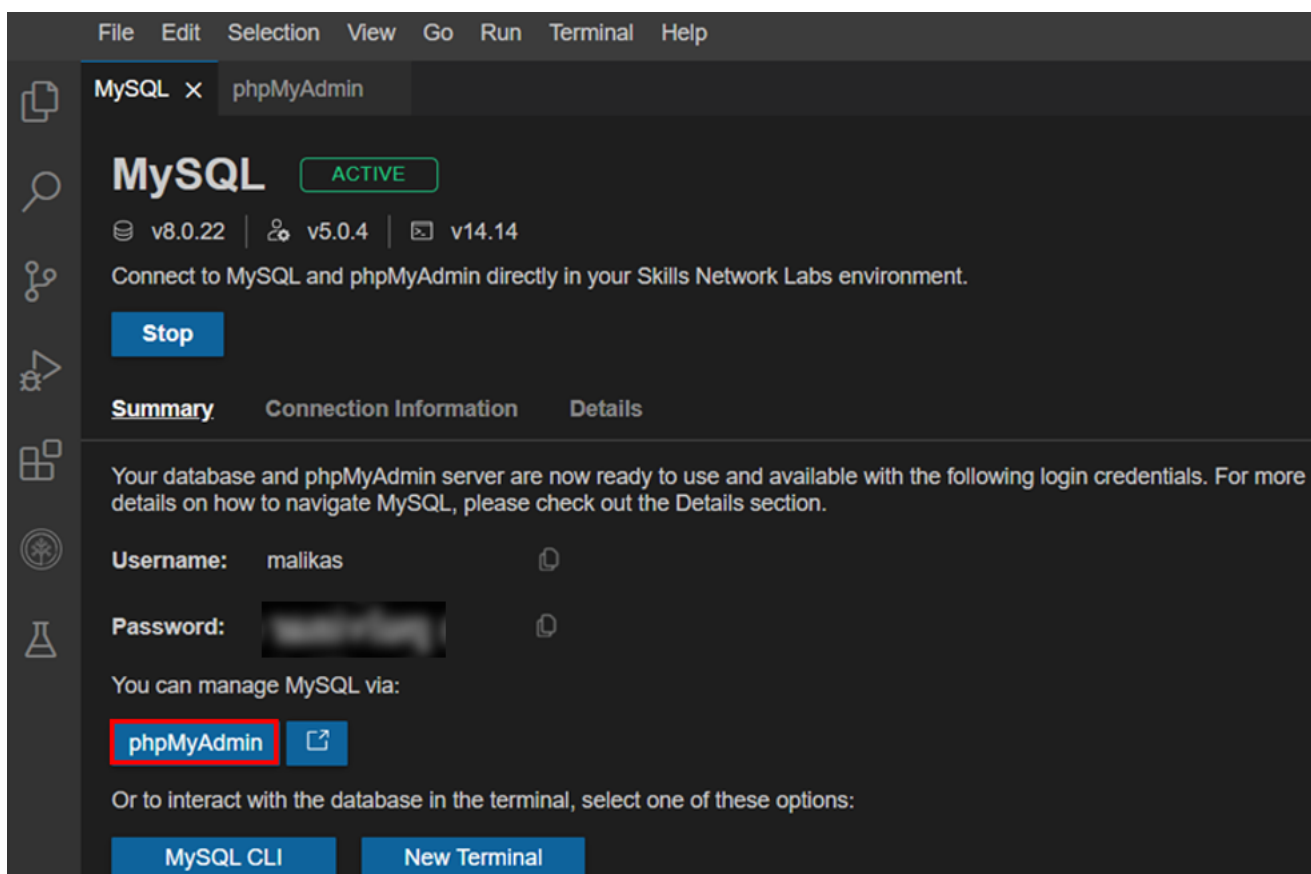 File Edit Selection View Go Run Terminal Help
MySQL phpMyAdmin
MySQL ACTIVE
v8.0.22 v5.0.4 v14.14
Connect to MySQL and phpMyAdmin directly in your Skills Network Labs environment.
Stop
Summary Connection Information Details
Your database and phpMyAdmin server are now ready to use and available with the following login credentials. For more
details on how to navigate MySQL, please check out the Details section.
Username: malikas
Password:
You can manage MySQL via:
phpMyAdmin
Or to interact with the database in the terminal, select one of these options:
MySQL CLI New Terminal